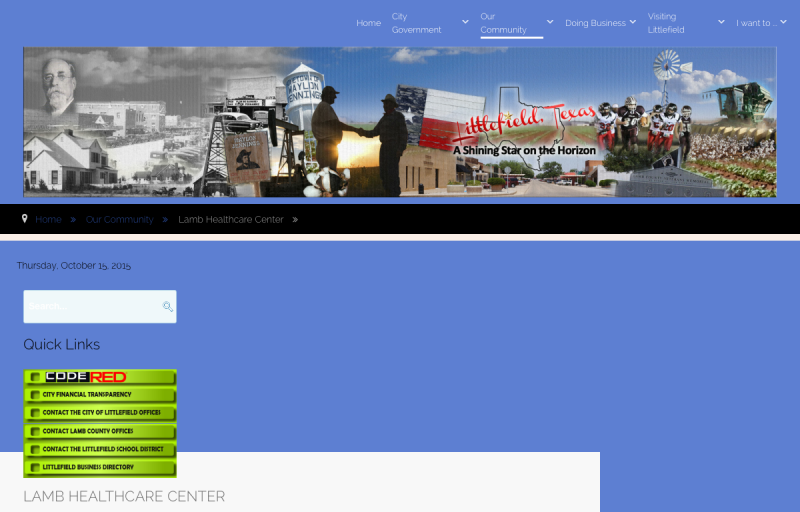 Home
City Government
Our Community
Doing Business
Visiting Littlefield
I want to ...
WAYLON JENNINGS
WAYLON JENNINGS
Littlefield, Texas
A Shining Star on the Horizon
Home » Our Community » Lamb Healthcare Center »
Thursday, October 15, 2015
Search...
Quick Links
CODE RED
CITY FINANCIAL TRANSPARENCY
CONTACT THE CITY OF LITTLEFIELD OFFICES
CONTACT LAMB COUNTY OFFICES
CONTACT THE LITTLEFIELD SCHOOL DISTRICT
LITTLEFIELD BUSINESS DIRECTORY
LAMB HEALTHCARE CENTER